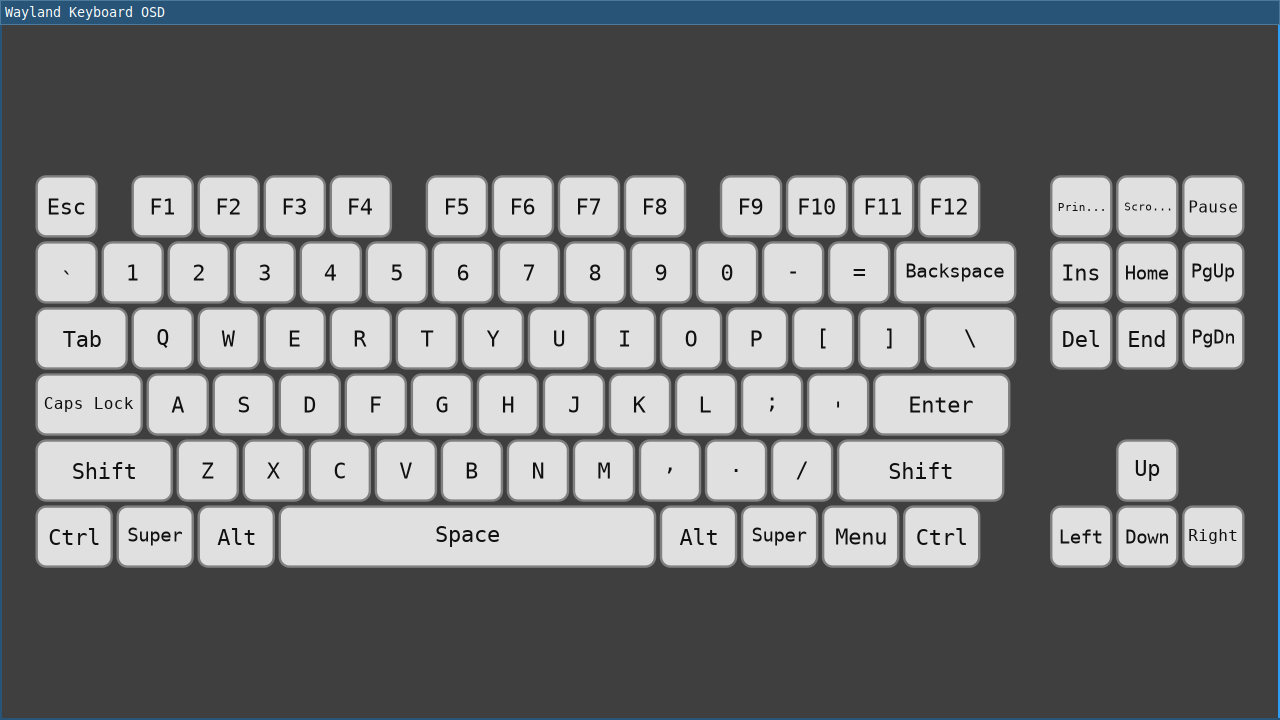 Wayland Keyboard OSD
Esc F1 F2 F3 F4 F5 F6 F7 F8 F9 F10 F11 F12 Prin... Scro... Pause
` 1 2 3 4 5 6 7 8 9 0 - = Backspace Ins Home PgUp
Tab Q W E R T Y U I O P [ ] \ Del End PgDn
Caps Lock A S D F G H J K L ; ' Enter
Shift Z X C V B N M , . / Shift Up
Ctrl Super Alt Space Alt Super Menu Ctrl Left Down Right